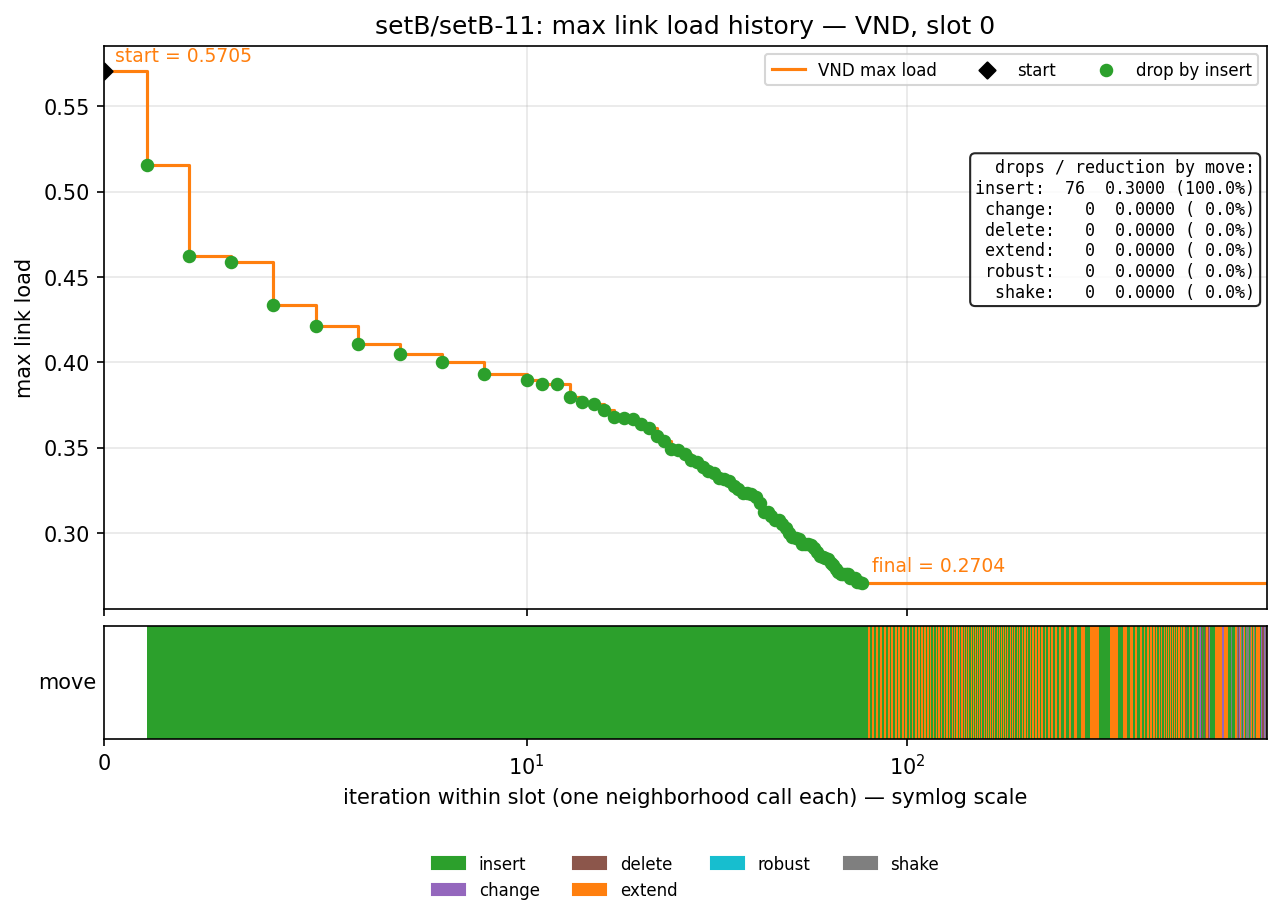 setB/setB-11: max link load history — VND, slot 0
start = 0.5705
VND max load start drop by insert
0.55
0.50
0.45
0.40
0.35
0.30
max link load
drops / reduction by move:
insert: 76 0.3000 (100.0%)
change: 0 0.0000 ( 0.0%)
delete: 0 0.0000 ( 0.0%)
extend: 0 0.0000 ( 0.0%)
robust: 0 0.0000 ( 0.0%)
shake: 0 0.0000 ( 0.0%)
final = 0.2704
move
0 10¹ 10²
iteration within slot (one neighborhood call each) — symlog scale
insert delete robust shake
change extend